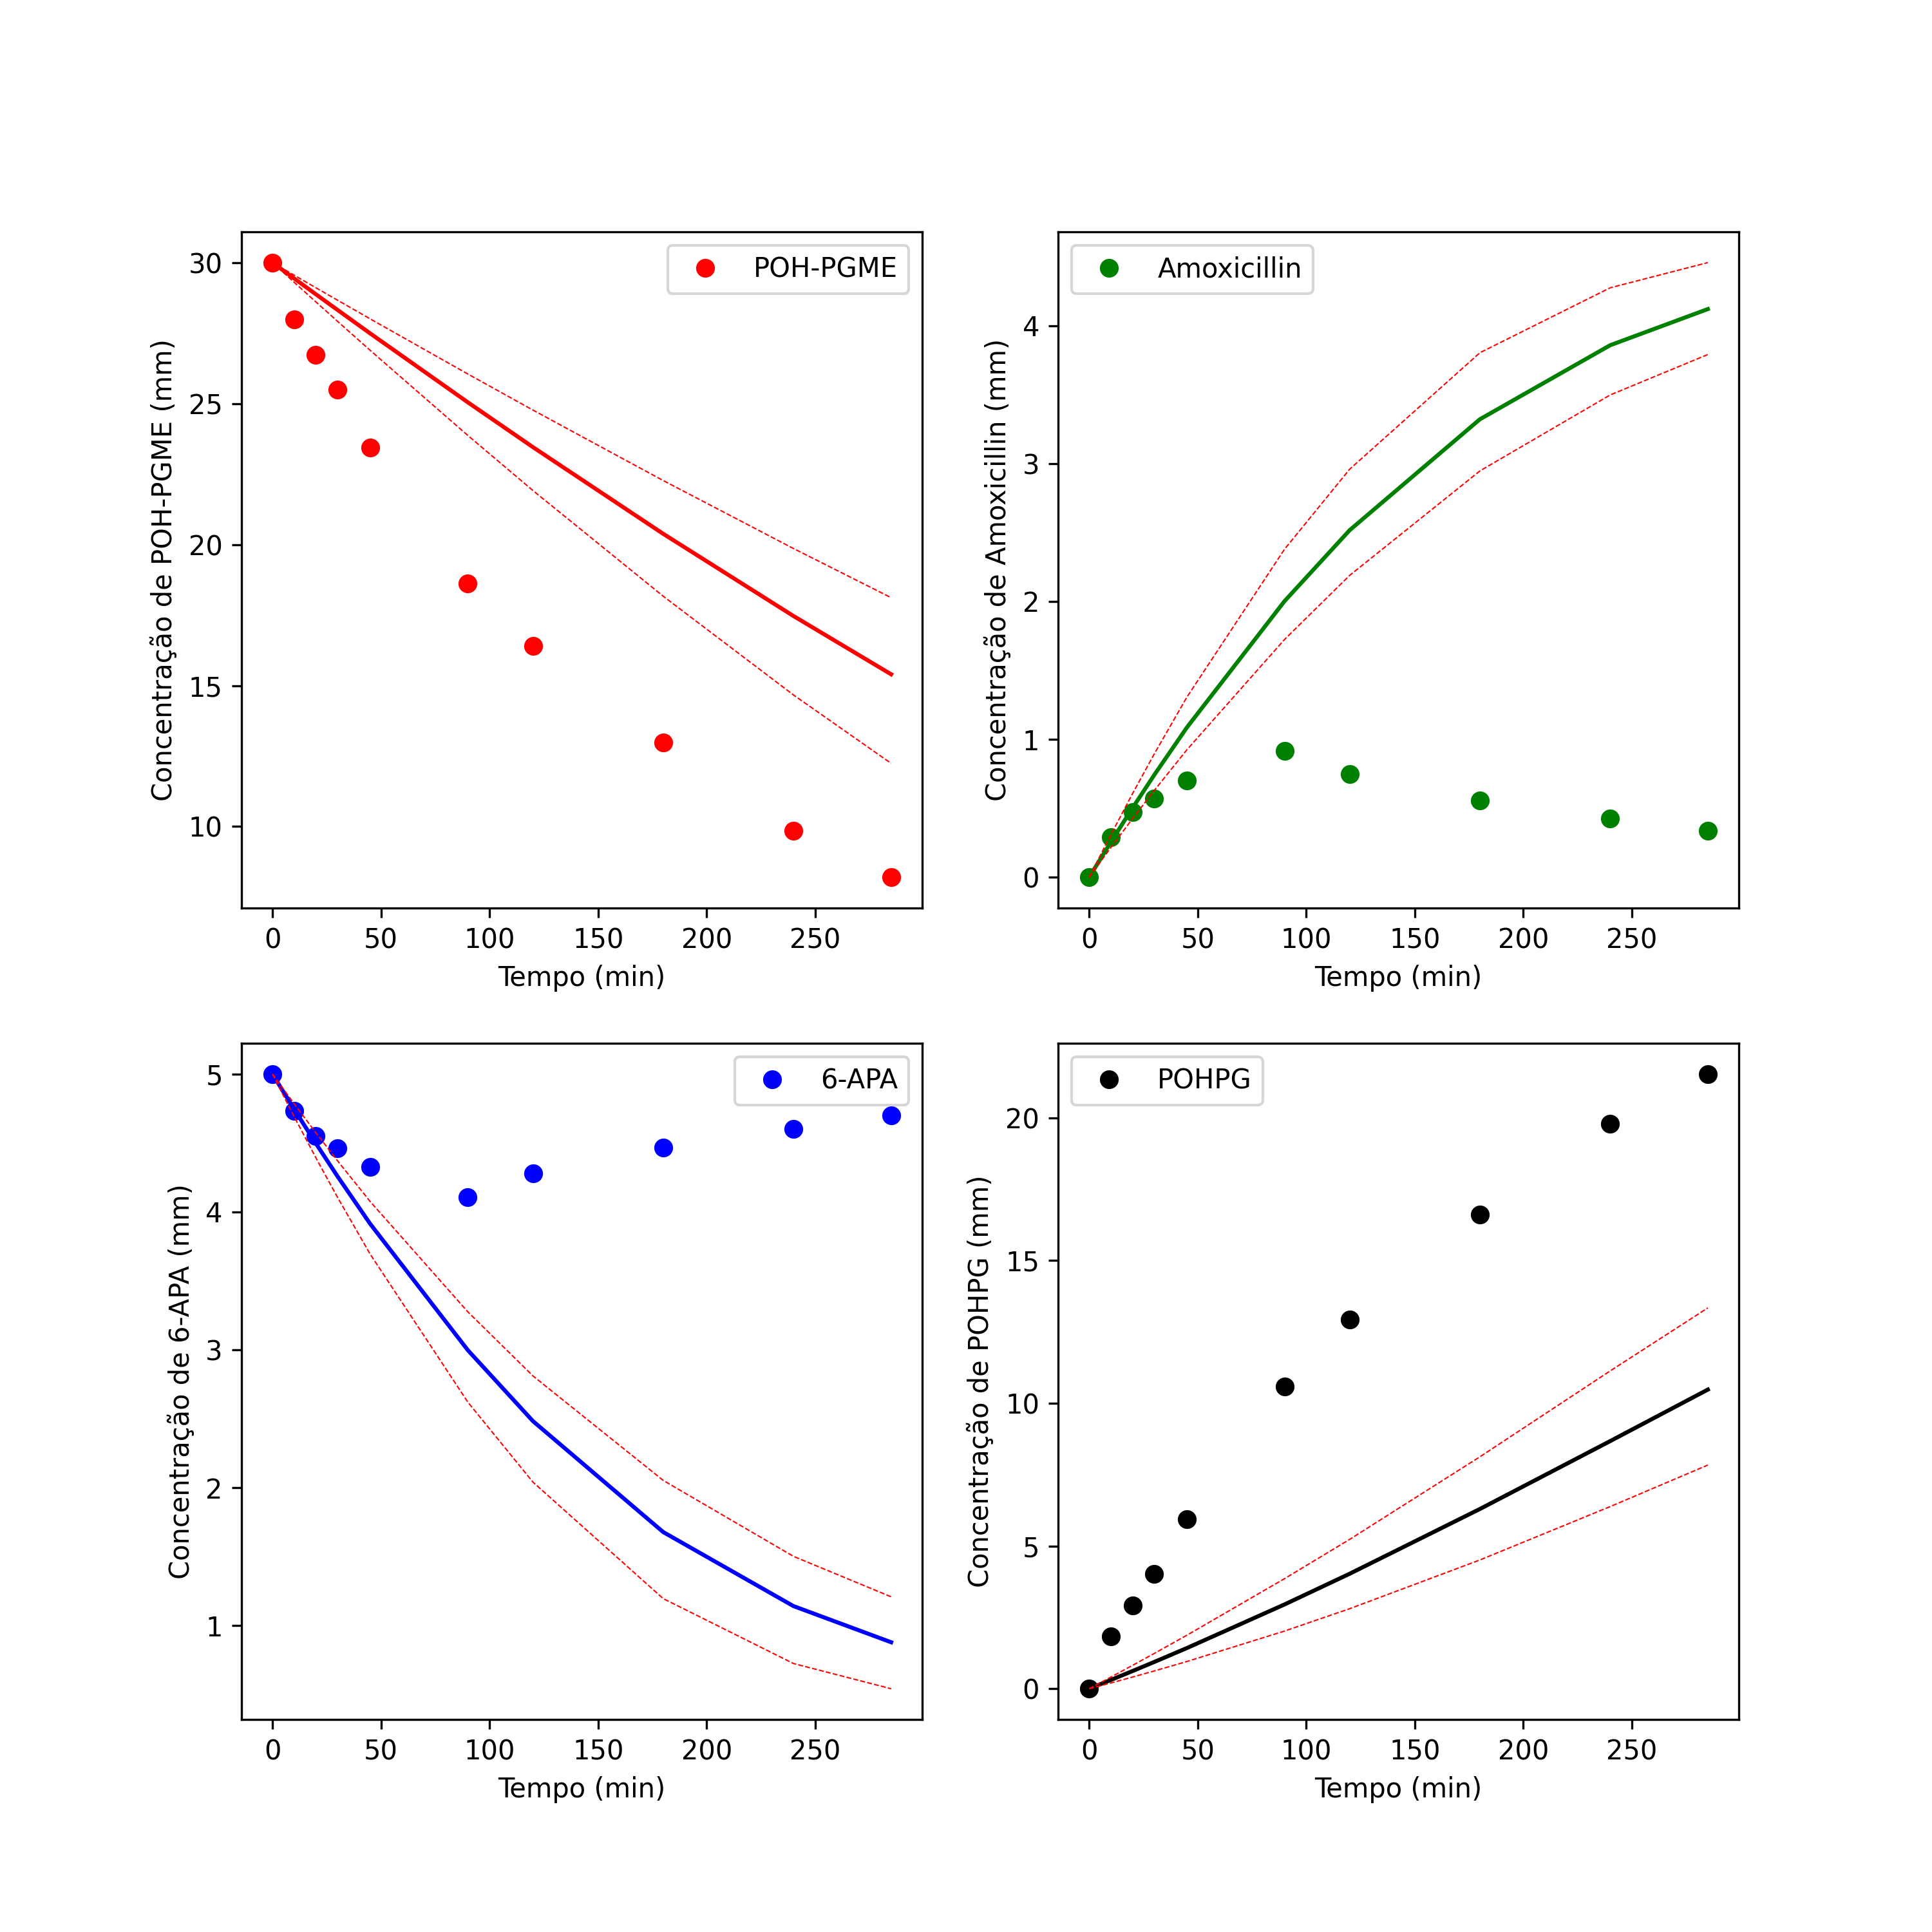 POH-PGME
30
25
20
15
10
Concentração de POH-PGME (mm)
0 50 100 150 200 250
Tempo (min)
Amoxicillin
4
3
2
1
0
Concentração de Amoxicillin (mm)
0 50 100 150 200 250
Tempo (min)
6-APA
5
4
3
2
1
Concentração de 6-APA (mm)
0 50 100 150 200 250
Tempo (min)
POHPG
20
15
10
5
0
Concentração de POHPG (mm)
0 50 100 150 200 250
Tempo (min)